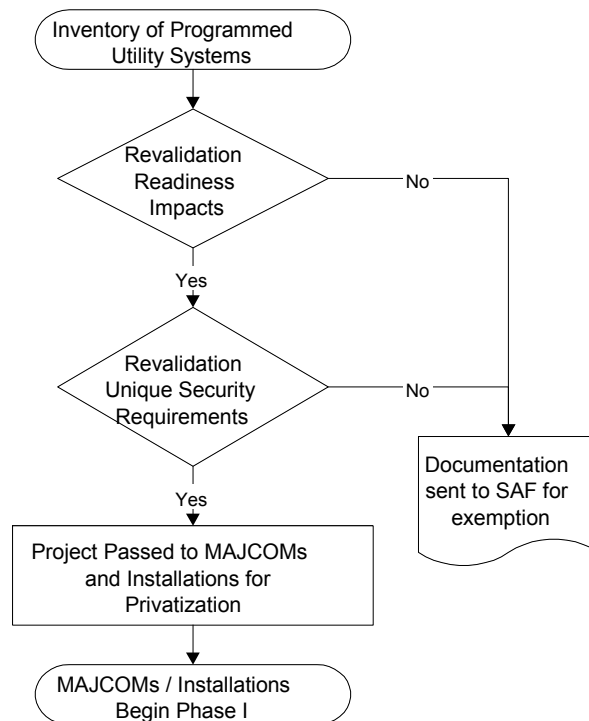 Inventory of Programmed
Utility Systems
Revalidation
Readiness
Impacts
No
Yes
Revalidation
Unique Security
Requirements
No
Yes
Documentation
sent to SAF for
exemption
Project Passed to MAJCOMs
and Installations for
Privatization
MAJCOMs / Installations
Begin Phase I